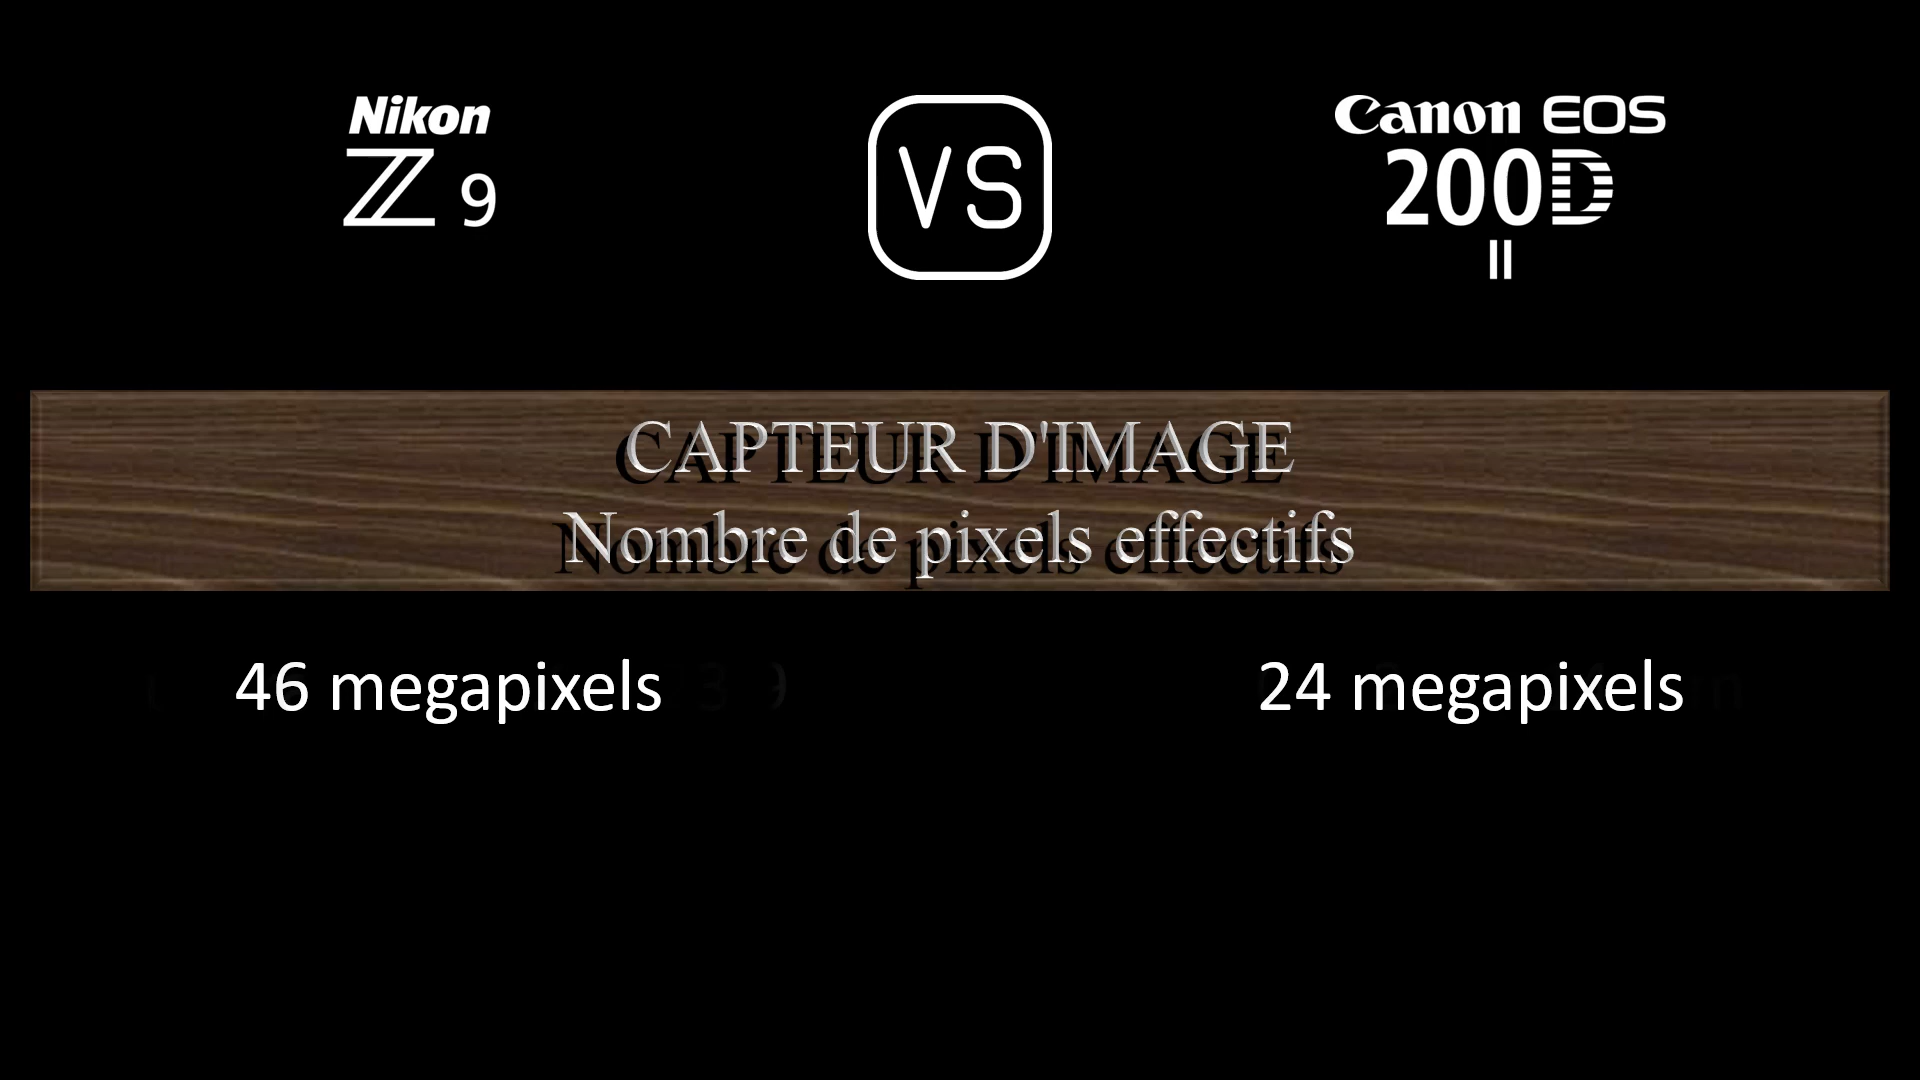 Nikon
Z 9
VS
Canon EOS
200D
II
CAPTEUR D'IMAGE
Nombre de pixels effectifs
46 megapixels
24 megapixels